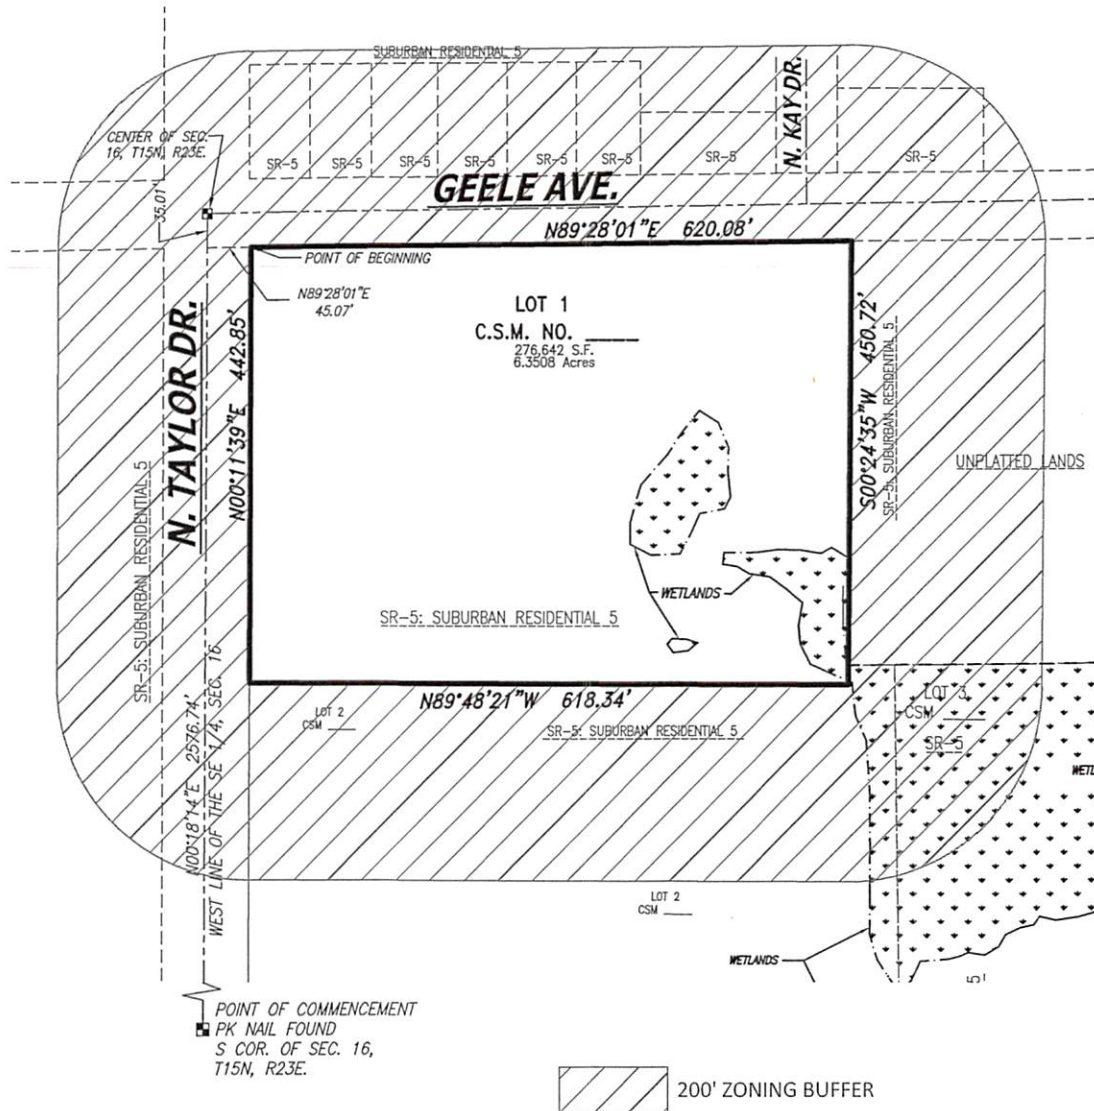 SUBURBAN RESIDENTIAL 5
N. KAY DR.
CENTER OF SEC.
16, T15N, R23E.
SR-5
SR-5
SR-5
SR-5
SR-5
SR-5
SR-5
SR-5
GEELE AVE.
35.01'
N89°28'01"E 620.08'
POINT OF BEGINNING
N89°28'01"E
45.07'
LOT 1
C.S.M. NO. _____
276,642 S.F.
6.3508 Acres
N. TAYLOR DR.
N00°11'39"E 442.85'
S00°24'35"W 450.72'
SR-5: SUBURBAN RESIDENTIAL 5
UNPLATTED LANDS
SR-5: SUBURBAN RESIDENTIAL 5
WETLANDS
SR-5: SUBURBAN RESIDENTIAL 5
N89°48'21"W 618.34'
LOT 2
CSM ____
SR-5: SUBURBAN RESIDENTIAL 5
LOT 3
CSM ____
SR-5
WETL
N00°18'14"E 2576.74'
WEST LINE OF THE SE 1/4, SEC. 16
LOT 2
CSM ____
WETLANDS
5
POINT OF COMMENCEMENT
PK NAIL FOUND
S COR. OF SEC. 16,
T15N, R23E.
200' ZONING BUFFER